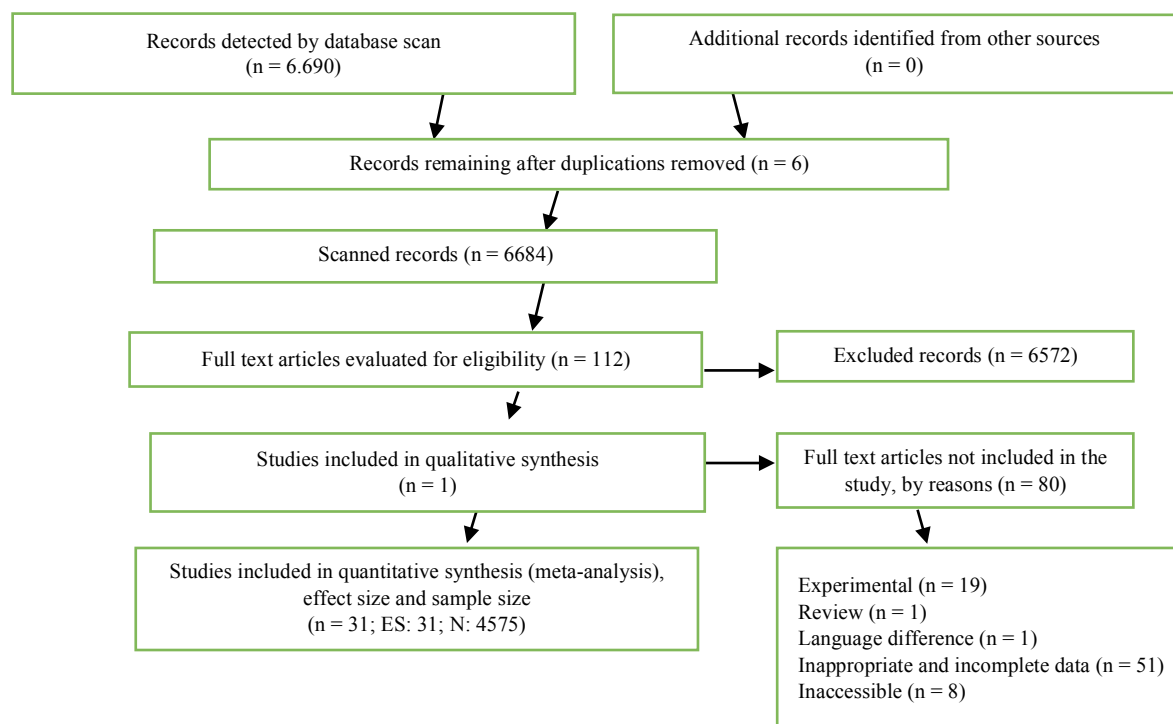 Records detected by database scan
(n = 6.690)
Additional records identified from other sources
(n = 0)
Records remaining after duplications removed (n = 6)
Scanned records (n = 6684)
Full text articles evaluated for eligibility (n = 112)
Excluded records (n = 6572)
Studies included in qualitative synthesis
(n = 1)
Full text articles not included in the
study, by reasons (n = 80)
Studies included in quantitative synthesis (meta-analysis),
effect size and sample size
(n = 31; ES: 31; N: 4575)
Experimental (n = 19)
Review (n = 1)
Language difference (n = 1)
Inappropriate and incomplete data (n = 51)
Inaccessible (n = 8)